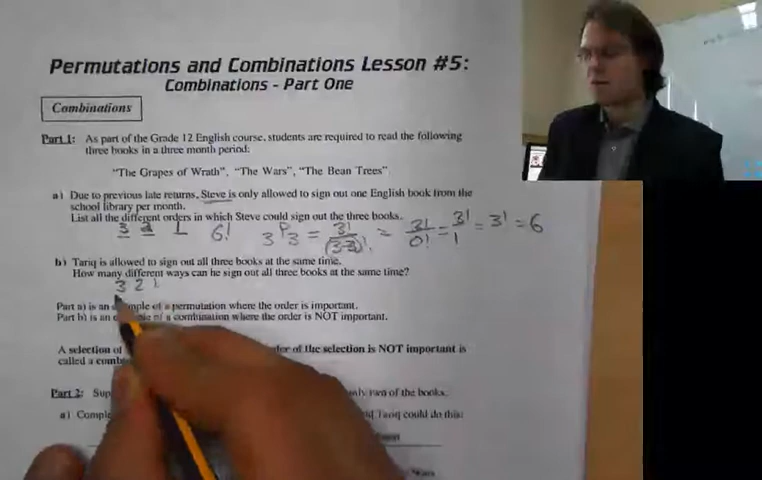 Permutations and Combinations Lesson #5:
Combinations - Part One
Combinations
Part 1: As part of the Grade 12 English course, students are required to read the following
three books in a three month period:
"The Grapes of Wrath", "The Wars", "The Bean Trees"
a) Due to previous late returns, Steve is only allowed to sign out one English book from the
school library per month.
List all the different orders in which Steve could sign out the three books.
3 2 1 6! 3P3 = 3!/(3-3)! = 3!/0! = 3!/1 = 3! = 6
b) Tariq is allowed to sign out all three books at the same time.
How many different ways can he sign out all three books at the same time?
3 2 1
Part a) is an example of a permutation where the order is important.
Part b) is an of a combination where the order is NOT important.
A selection of of the selection is NOT important is
called a
Part 2: only two of the books.
a) Tariq could do this: